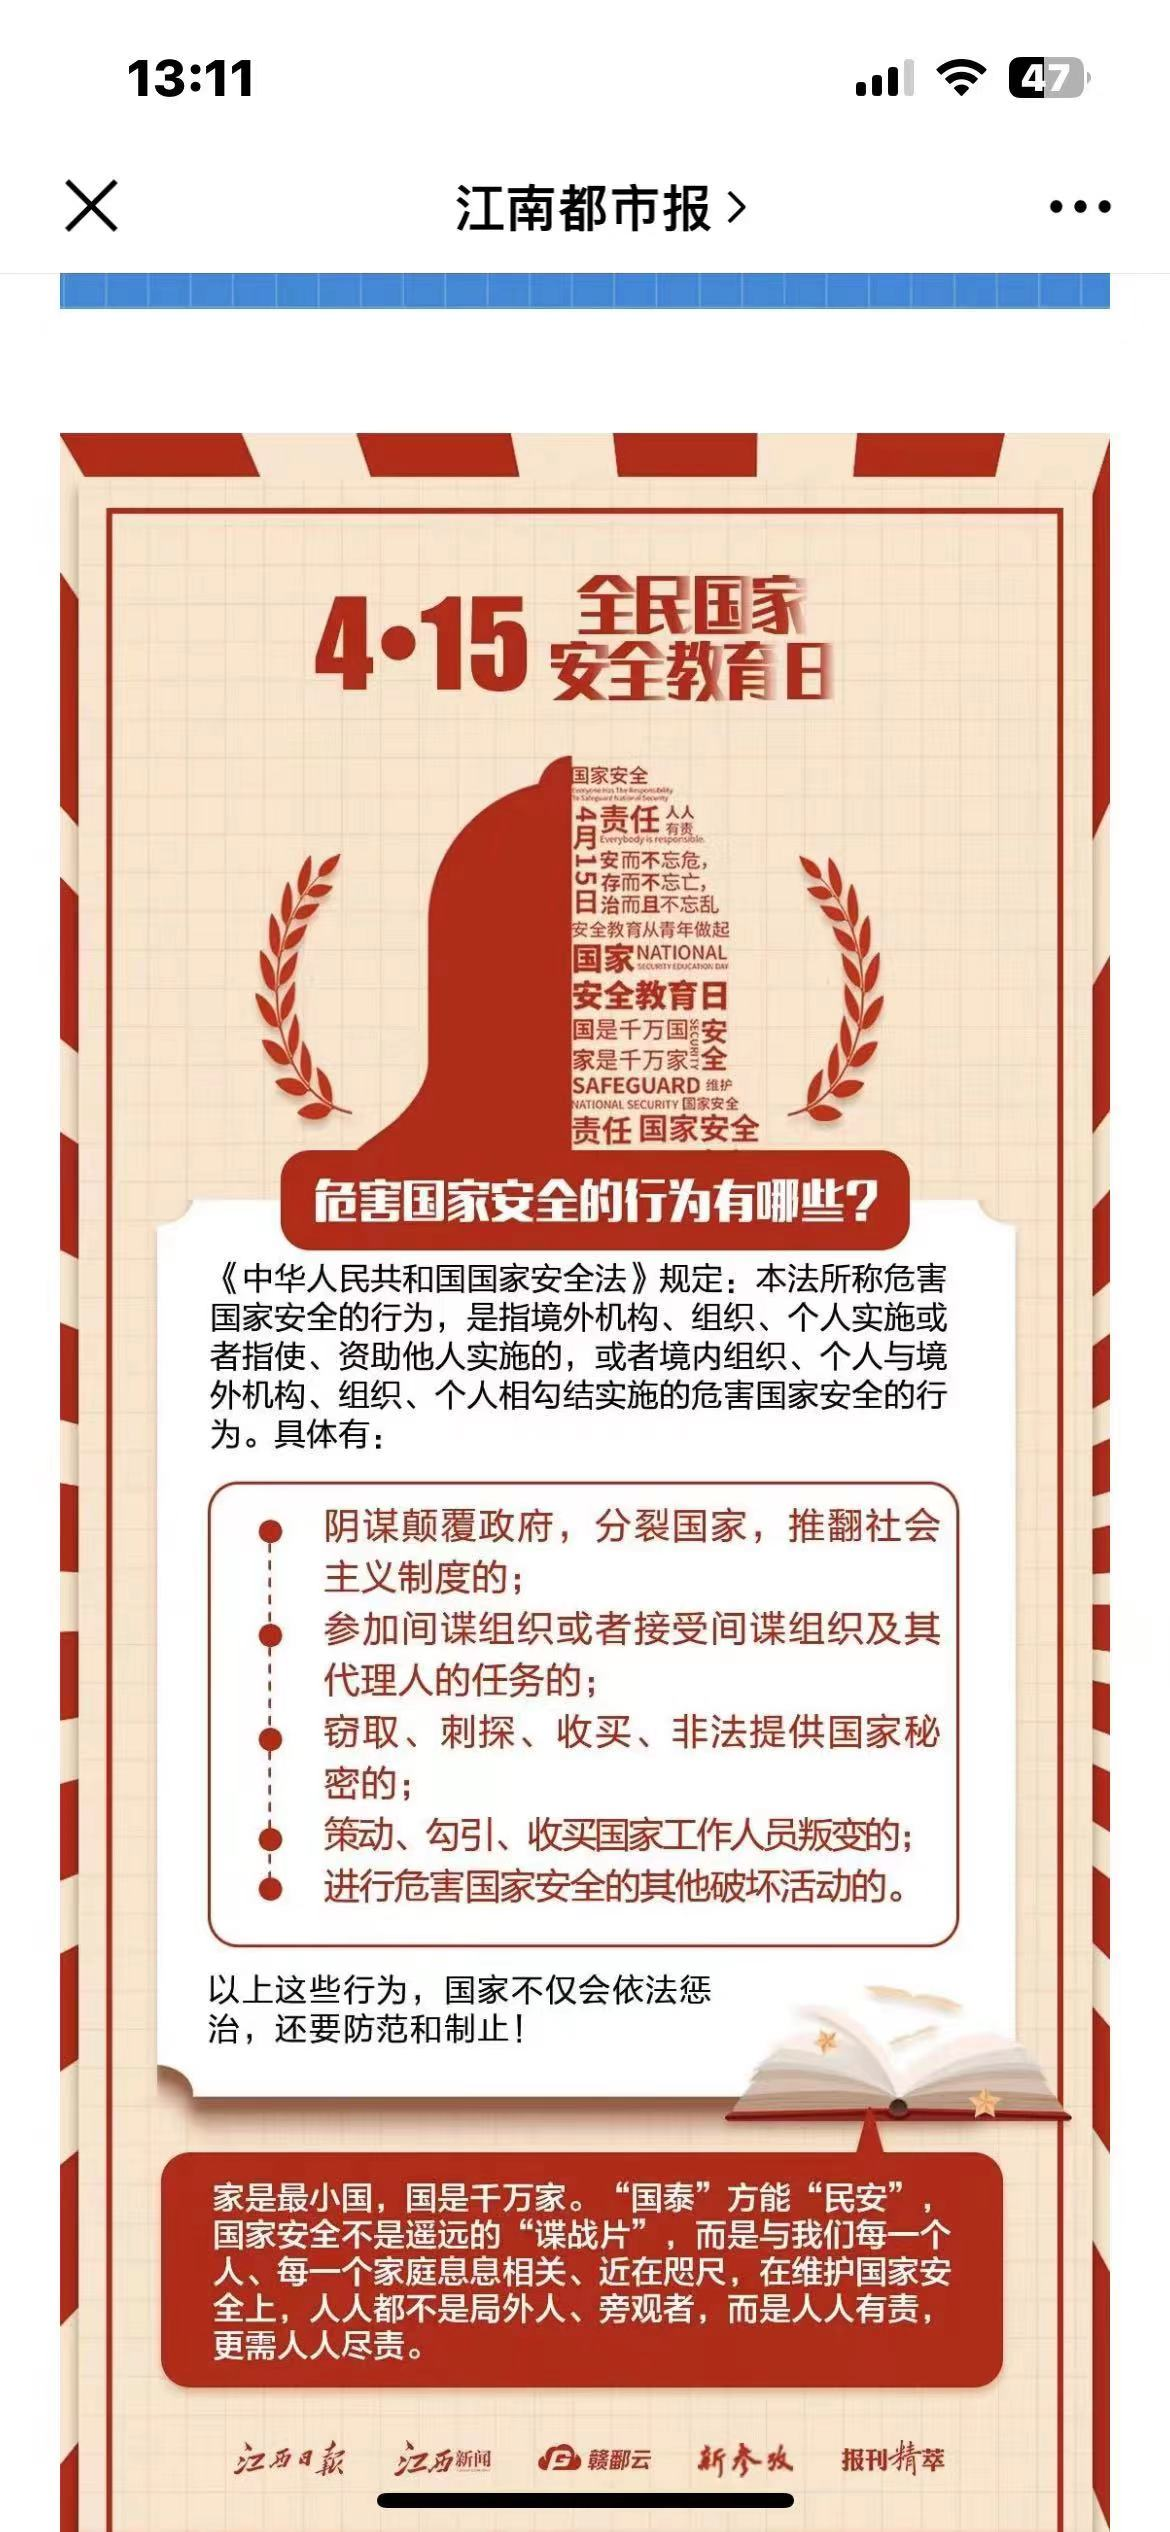 13:11
47
江南都市报
4•15
全民国家
安全教育日
国家安全
Everyone Has The Responsibility
To Safeguard National Security
4月15日
责任
人人
有责
Everybody is responsible.
安而不忘危，
存而不忘亡，
治而且不忘乱
安全教育从青年做起
国家
NATIONAL
SECURITY EDUCATION DAY
安全教育日
国是千万国
家是千万家
SECURITY
安全
SAFEGUARD 维护
NATIONAL SECURITY 国家安全
责任 国家安全
危害国家安全的行为有哪些？
《中华人民共和国国家安全法》规定：本法所称危害
国家安全的行为，是指境外机构、组织、个人实施或
者指使、资助他人实施的，或者境内组织、个人与境
外机构、组织、个人相勾结实施的危害国家安全的行
为。具体有：
阴谋颠覆政府，分裂国家，推翻社会
主义制度的；
参加间谍组织或者接受间谍组织及其
代理人的任务的；
窃取、刺探、收买、非法提供国家秘
密的；
策动、勾引、收买国家工作人员叛变的；
进行危害国家安全的其他破坏活动的。
以上这些行为，国家不仅会依法惩
治，还要防范和制止！
家是最小国，国是千万家。“国泰”方能“民安”，
国家安全不是遥远的“谍战片”，而是与我们每一个
人、每一个家庭息息相关、近在咫尺，在维护国家安
全上，人人都不是局外人、旁观者，而是人人有责，
更需人人尽责。
江西日报 江西新闻 赣鄱云 新参考 报刊精萃